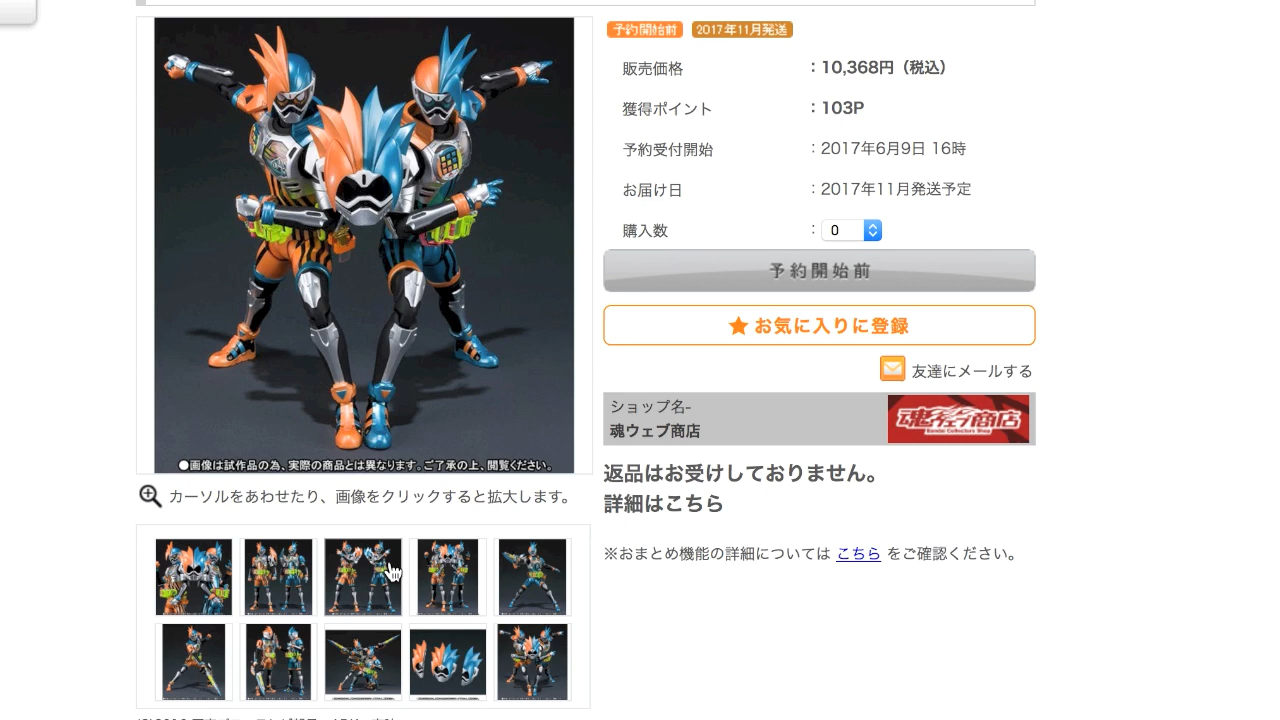 予約開始前 2017年11月発送
販売価格 ：10,368円（税込）
獲得ポイント ：103P
予約受付開始 ：2017年6月9日 16時
お届け日 ：2017年11月発送予定
購入数 ： 0
予約開始前
★ お気に入りに登録
友達にメールする
ショップ名-
魂ウェブ商店
魂ウェブ商店
Bandai Collectors Shop
●画像は試作品の為、実際の商品とは異なります。ご了承の上、閲覧ください。
返品はお受けしておりません。
詳細はこちら
カーソルをあわせたり、画像をクリックすると拡大します。
※おまとめ機能の詳細については こちら をご確認ください。